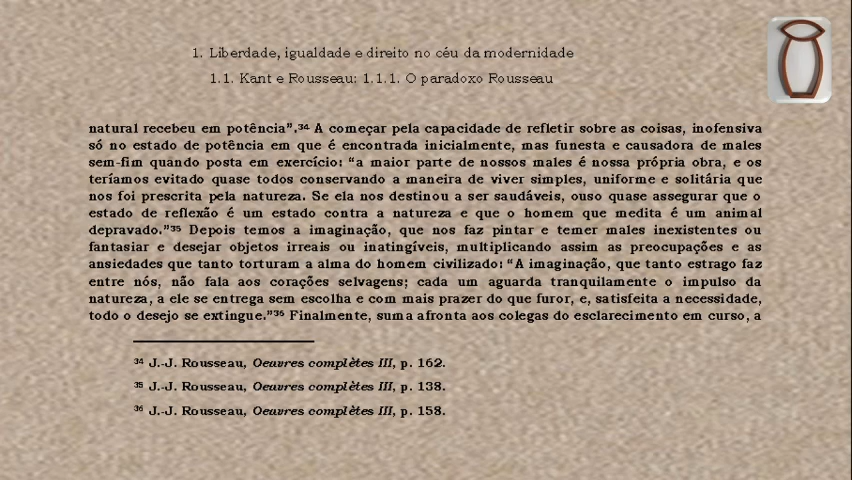 1. Liberdade, igualdade e direito no céu da modernidade
1.1. Kant e Rousseau: 1.1.1. O paradoxo Rousseau
natural recebeu em potência”.³⁴ A começar pela capacidade de refletir sobre as coisas, inofensiva
só no estado de potência em que é encontrada inicialmente, mas funesta e causadora de males
sem-fim quando posta em exercício: “a maior parte de nossos males é nossa própria obra, e os
teríamos evitado quase todos conservando a maneira de viver simples, uniforme e solitária que
nos foi prescrita pela natureza. Se ela nos destinou a ser saudáveis, ouso quase assegurar que o
estado de reflexão é um estado contra a natureza e que o homem que medita é um animal
depravado.”³⁵ Depois temos a imaginação, que nos faz pintar e temer males inexistentes ou
fantasiar e desejar objetos irreais ou inatingíveis, multiplicando assim as preocupações e as
ansiedades que tanto torturam a alma do homem civilizado: “A imaginação, que tanto estrago faz
entre nós, não fala aos corações selvagens; cada um aguarda tranquilamente o impulso da
natureza, a ele se entrega sem escolha e com mais prazer do que furor, e, satisfeita a necessidade,
todo o desejo se extingue.”³⁶ Finalmente, suma afronta aos colegas do esclarecimento em curso, a
³⁴ J.-J. Rousseau, Oeuvres complètes III, p. 162.
³⁵ J.-J. Rousseau, Oeuvres complètes III, p. 138.
³⁶ J.-J. Rousseau, Oeuvres complètes III, p. 158.